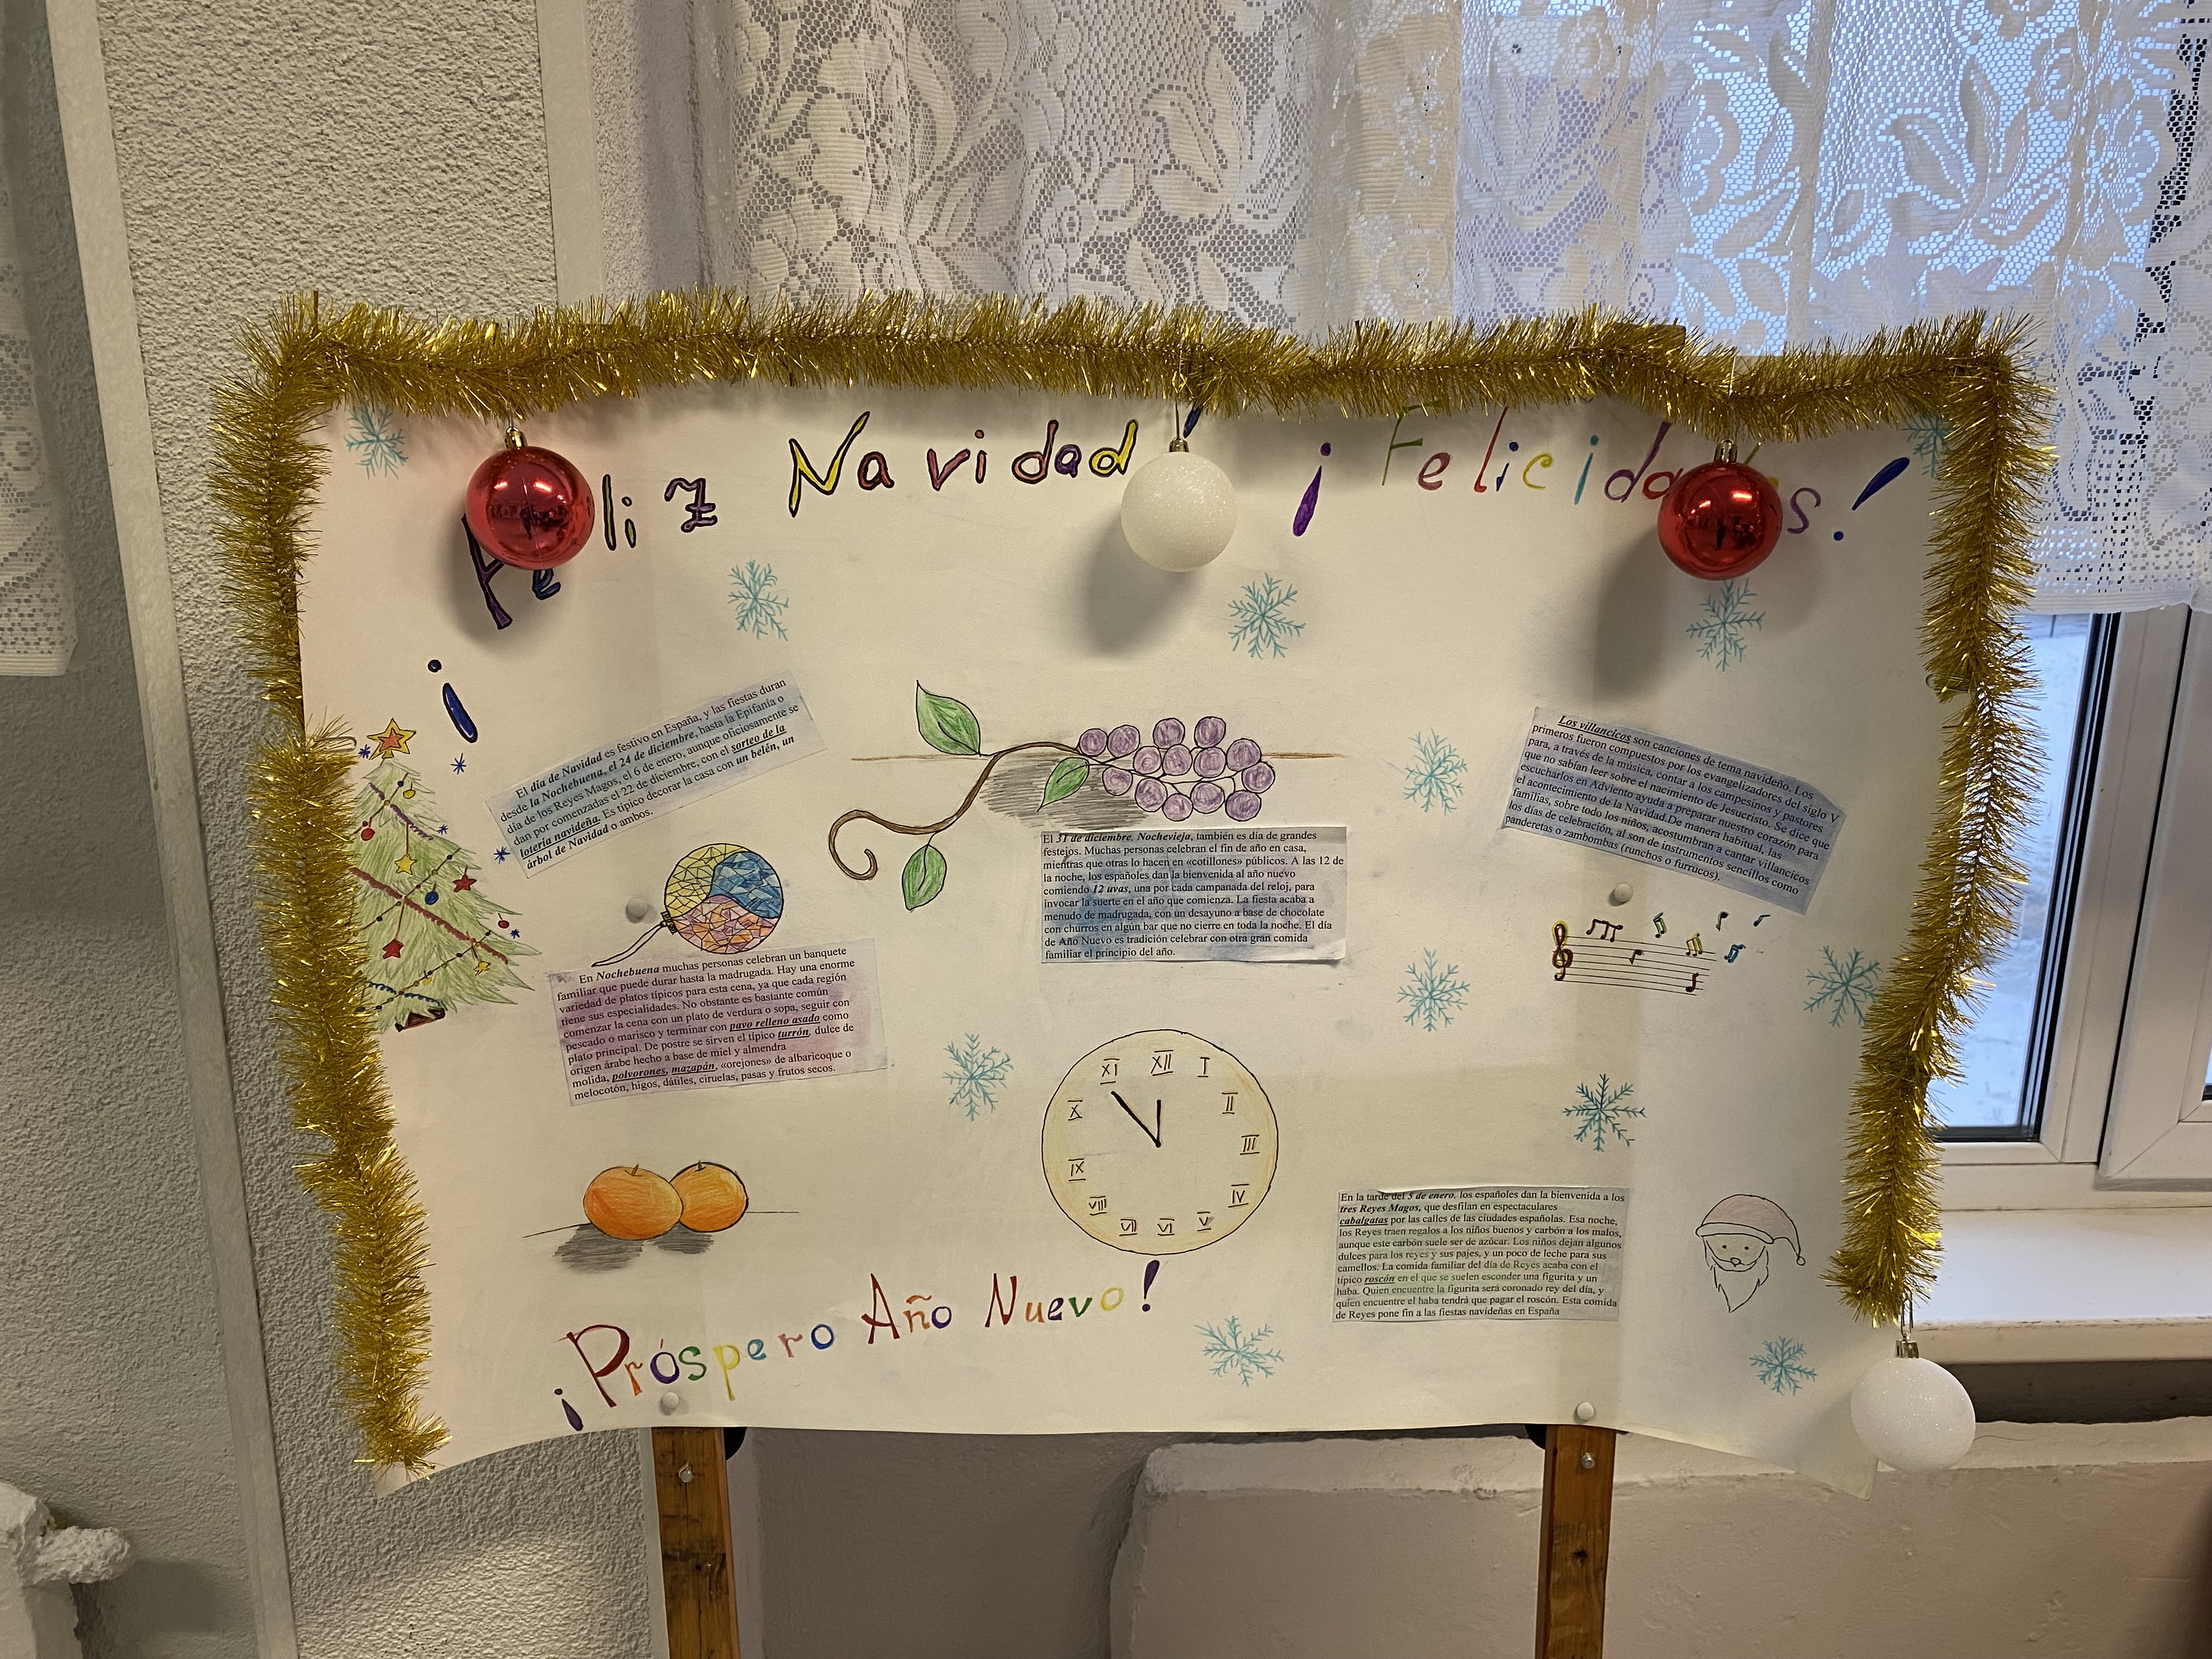 ¡Feliz Navidad! ¡Felicidades!
El día de Navidad es festivo en España, y las fiestas duran
desde la Nochebuena, el 24 de diciembre, hasta la Epifanía o
día de los Reyes Magos, el 6 de enero, aunque oficiosamente se
dan por comenzadas el 22 de diciembre, con el sorteo de la
lotería navideña. Es típico decorar la casa con un belén, un
árbol de Navidad o ambos.
En Nochebuena muchas personas celebran un banquete
familiar que puede durar hasta la madrugada. Hay una enorme
variedad de platos típicos para esta cena, ya que cada región
tiene sus especialidades. No obstante es bastante común
comenzar la cena con un plato de verdura o sopa, seguir con
pescado o marisco y terminar con pavo relleno asado como
plato principal. De postre se sirven el típico turrón, dulce de
origen árabe hecho a base de miel y almendra
molida, polvorones, mazapán, «orejones» de albaricoque o
melocotón, higos, dátiles, ciruelas, pasas y frutos secos.
El 31 de diciembre, Nochevieja, también es día de grandes
festejos. Muchas personas celebran el fin de año en casa,
mientras que otras lo hacen en «cotillones» públicos. A las 12 de
la noche, los españoles dan la bienvenida al año nuevo
comiendo 12 uvas, una por cada campanada del reloj, para
invocar la suerte en el año que comienza. La fiesta acaba a
menudo de madrugada, con un desayuno a base de chocolate
con churros en algún bar que no cierre en toda la noche. El día
de Año Nuevo es tradición celebrar con otra gran comida
familiar el principio del año.
Los villancicos son canciones de tema navideño. Los
primeros fueron compuestos por los evangelizadores del siglo V
para, a través de la música, contar a los campesinos y pastores
que no sabían leer sobre el nacimiento de Jesucristo. Se dice que
escucharlos en Adviento ayuda a preparar nuestro corazón para
el acontecimiento de la Navidad.De manera habitual, las
familias, sobre todo los niños, acostumbran a cantar villancicos
los días de celebración, al son de instrumentos sencillos como
panderetas o zambombas (runchos o furrucos).
XII
I
II
III
IV
V
VI
VII
VIII
IX
X
XI
En la tarde del 5 de enero, los españoles dan la bienvenida a los
tres Reyes Magos, que desfilan en espectaculares
cabalgatas por las calles de las ciudades españolas. Esa noche,
los Reyes traen regalos a los niños buenos y carbón a los malos,
aunque este carbón suele ser de azúcar. Los niños dejan algunos
dulces para los reyes y sus pajes, y un poco de leche para sus
camellos. La comida familiar del día de Reyes acaba con el
típico roscón en el que se suelen esconder una figurita y un
haba. Quien encuentre la figurita será coronado rey del día, y
quien encuentre el haba tendrá que pagar el roscón. Esta comida
de Reyes pone fin a las fiestas navideñas en España
¡Próspero Año Nuevo!